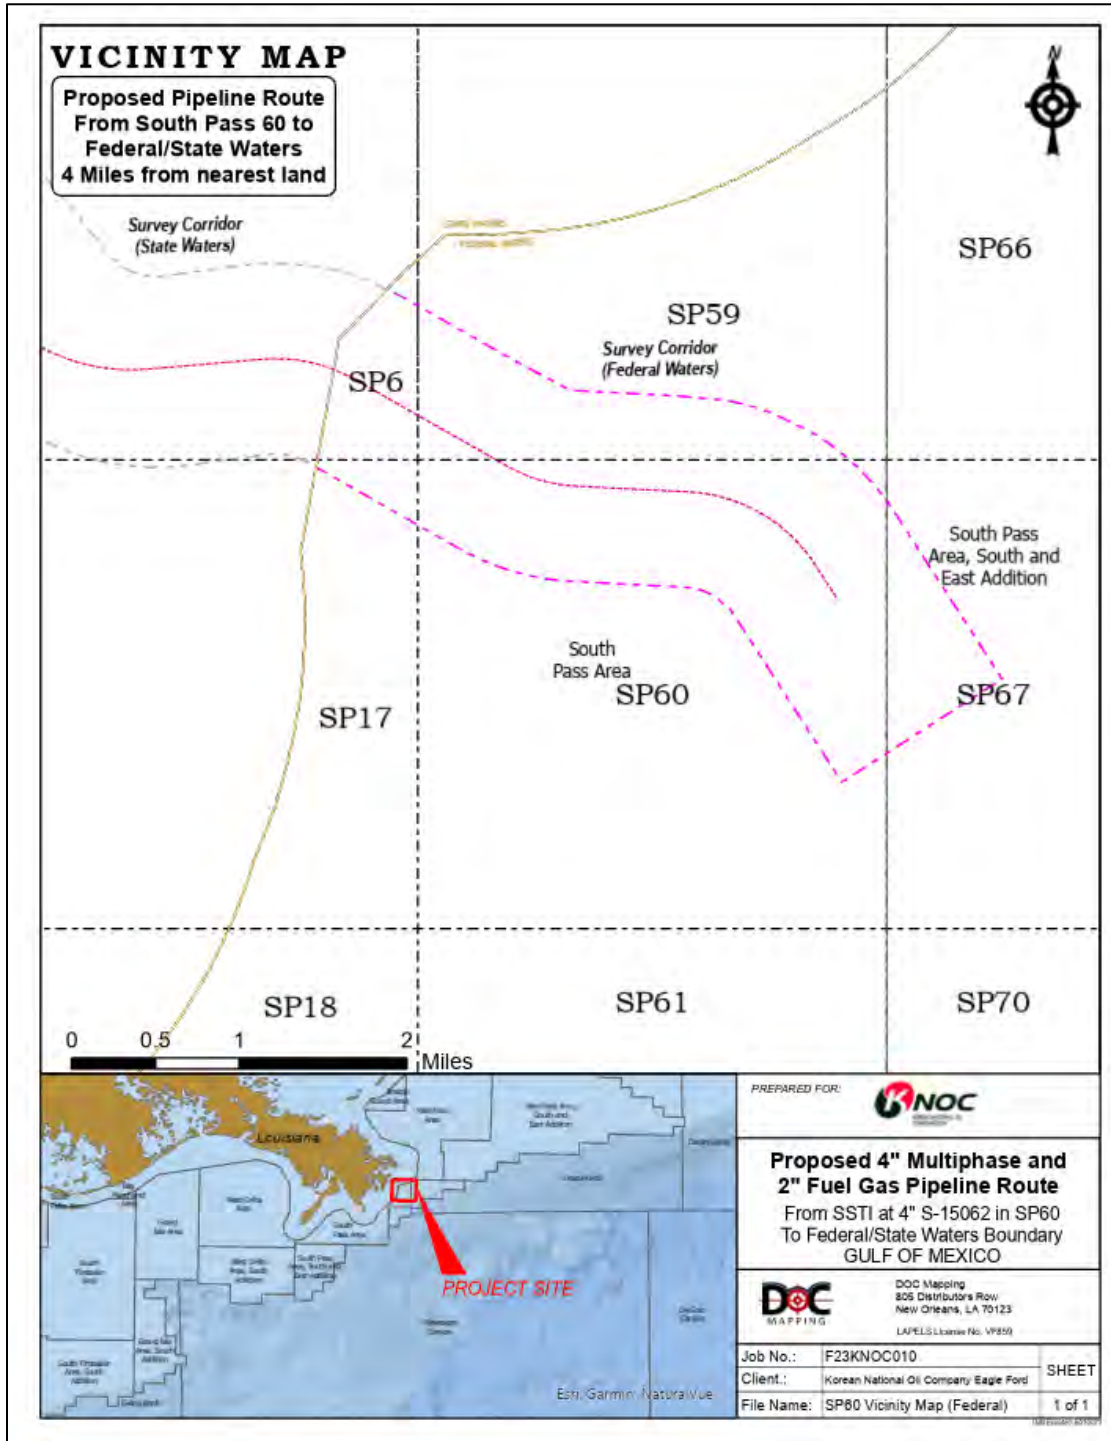 VICINITY MAP
Proposed Pipeline Route
From South Pass 60 to
Federal/State Waters
4 Miles from nearest land
N
Survey Corridor
(State Waters)
SP66
SP59
Survey Corridor
(Federal Waters)
SP6
South Pass
Area, South and
East Addition
South
Pass Area
SP60
SP67
SP17
SP18
SP61
SP70
0 0.5 1 2
Miles
Louisiana
PROJECT SITE
Esri, Garmin, NaturalVue
PREPARED FOR:
KNOC
Proposed 4" Multiphase and
2" Fuel Gas Pipeline Route
From SSTI at 4" S-15062 in SP60
To Federal/State Waters Boundary
GULF OF MEXICO
DOC
MAPPING
DOC Mapping
805 Distributors Row
New Orleans, LA 70123
LAPELS License No. VF859
Job No.: F23KNOC010
Client.: Korean National Oil Company Eagle Ford
File Name: SP60 Vicinity Map (Federal)
SHEET
1 of 1